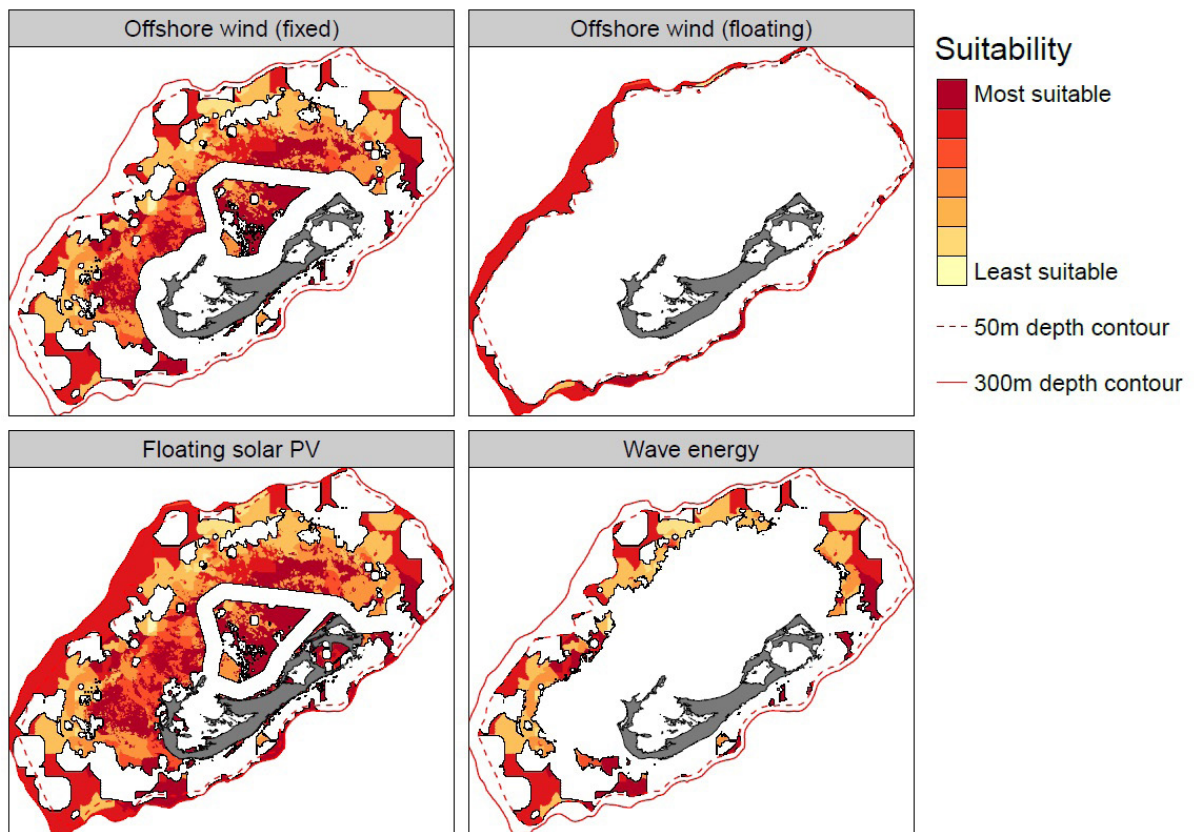 Offshore wind (fixed)
Offshore wind (floating)
Suitability
Most suitable
Least suitable
50m depth contour
300m depth contour
Floating solar PV
Wave energy